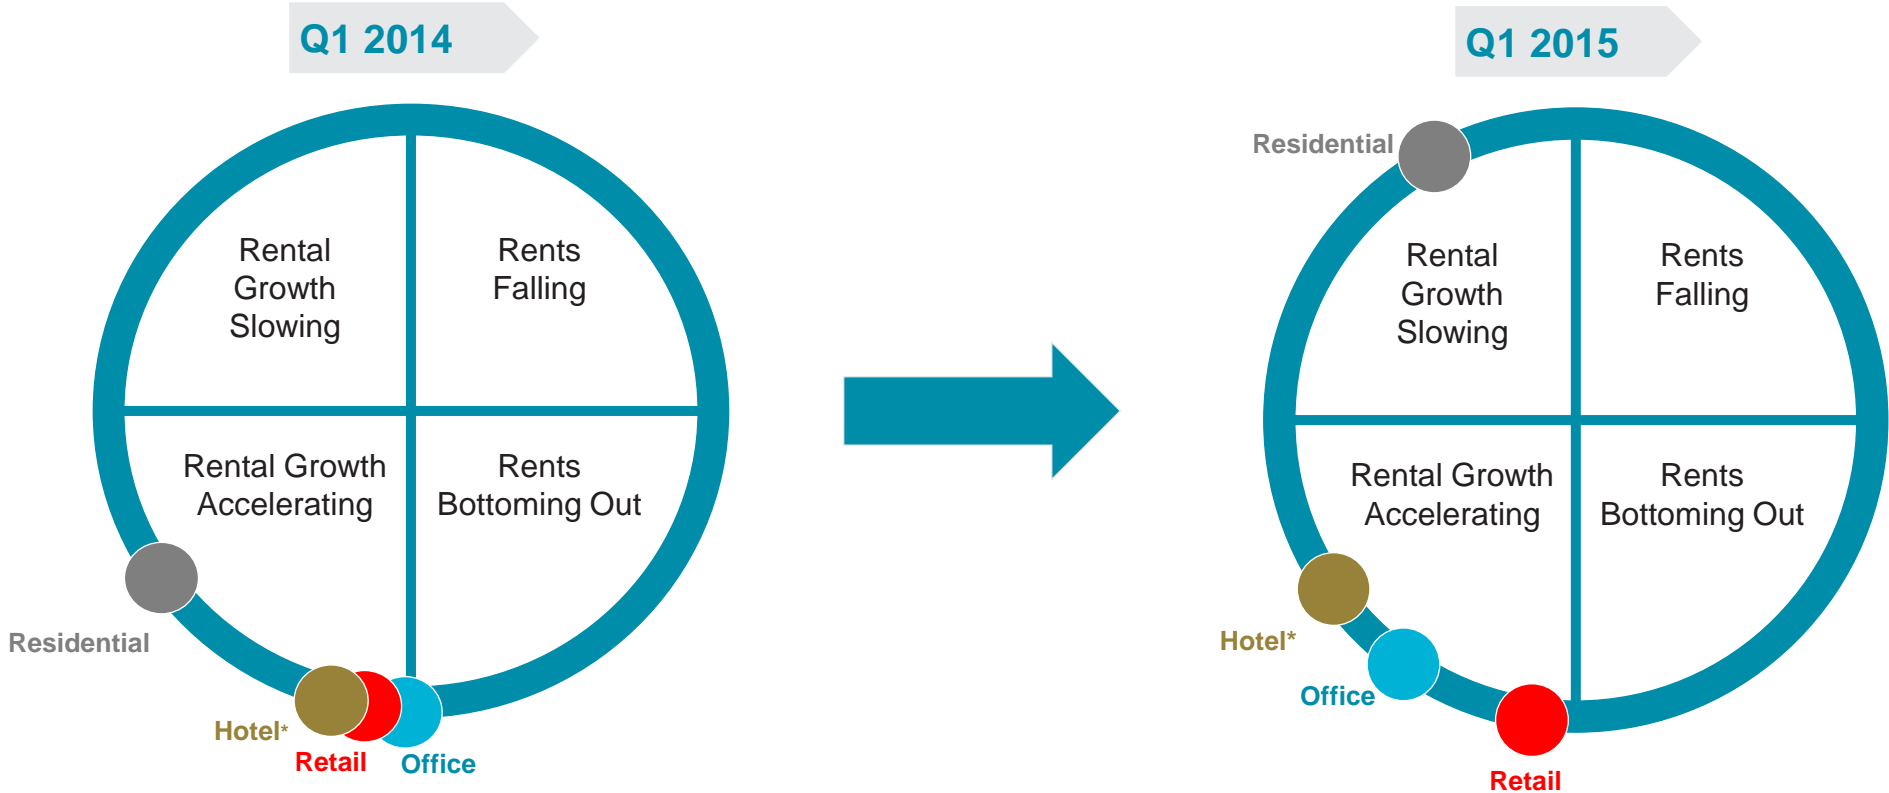 Q1 2014
Rental
Growth
Slowing
Rents
Falling
Rental Growth
Accelerating
Rents
Bottoming Out
Residential
Hotel*
Retail
Office
Q1 2015
Residential
Rental
Growth
Slowing
Rents
Falling
Rental Growth
Accelerating
Rents
Bottoming Out
Hotel*
Office
Retail